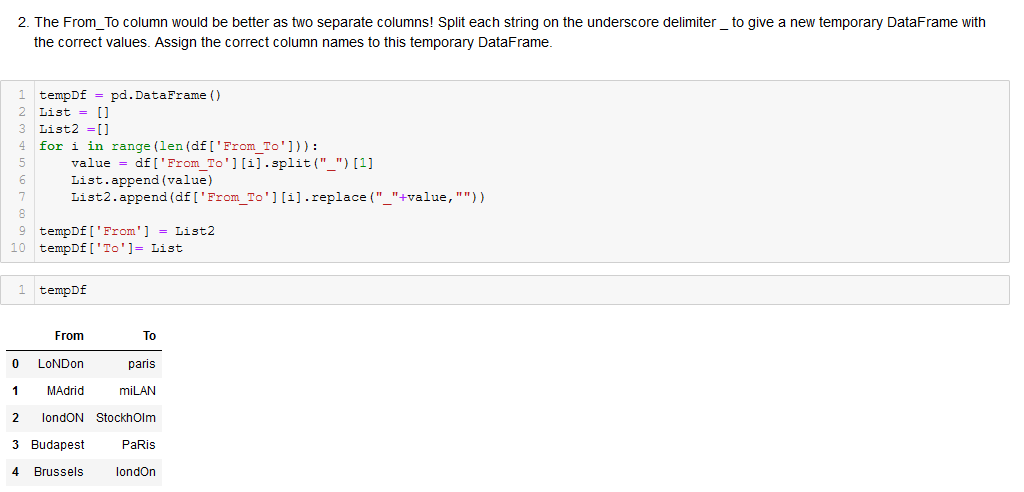 2. The From_To column would be better as two separate columns! Split each string on the underscore delimiter _ to give a new temporary DataFrame with
the correct values. Assign the correct column names to this temporary DataFrame.
1 tempDf = pd.DataFrame()
2 List = []
3 List2 =[]
4 for i in range(len(df['From_To'])):
5     value = df['From_To'][i].split("_")[1]
6     List.append(value)
7     List2.append(df['From_To'][i].replace("_"+value,""))
8
9 tempDf['From'] = List2
10 tempDf['To']= List
1 tempDf
From To
0 LoNDon paris
1 MAdrid miLAN
2 londON StockhOlm
3 Budapest PaRis
4 Brussels londOn